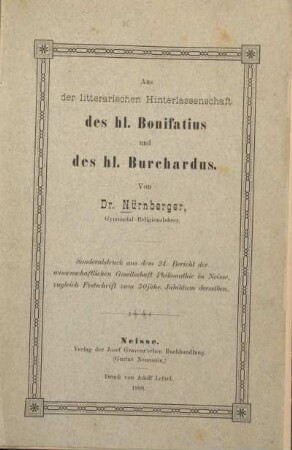 Aus
der litterarischen Hinterlassenschaft
des hl. Bonifatius
und
des hl. Burchardus.
Von
Dr. Nürnberger,
Gymnasial-Religionslehrer.
Sonderabdruck aus dem 24. Bericht der
wissenschaftlichen Gesellschaft Philomathie in Neisse,
zugleich Festschrift zum 50jähr. Jubiläum derselben.
Neisse.
Verlag der Josef Graveur'schen Buchhandlung.
(Gustav Neumann.)
Druck von Adolf Letzel.
1888.